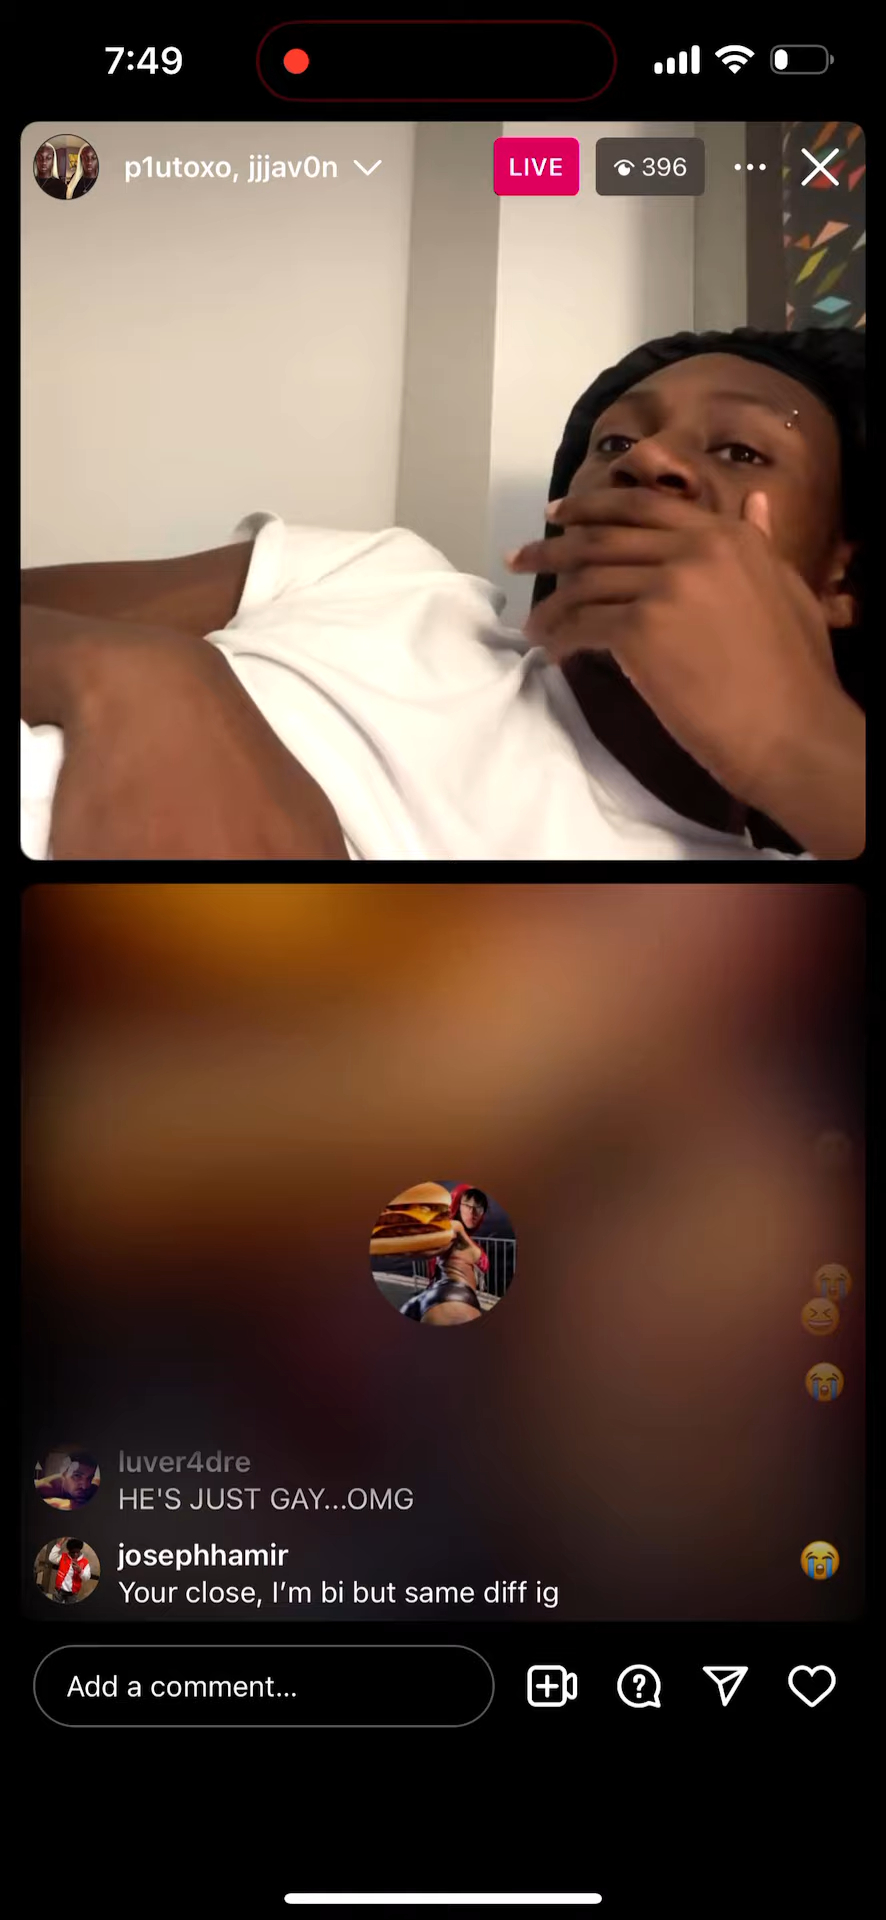 7:49
p1utoxo, jjjav0n
LIVE
396
luver4dre
HE'S JUST GAY...OMG
josephhamir
Your close, I'm bi but same diff ig
Add a comment...